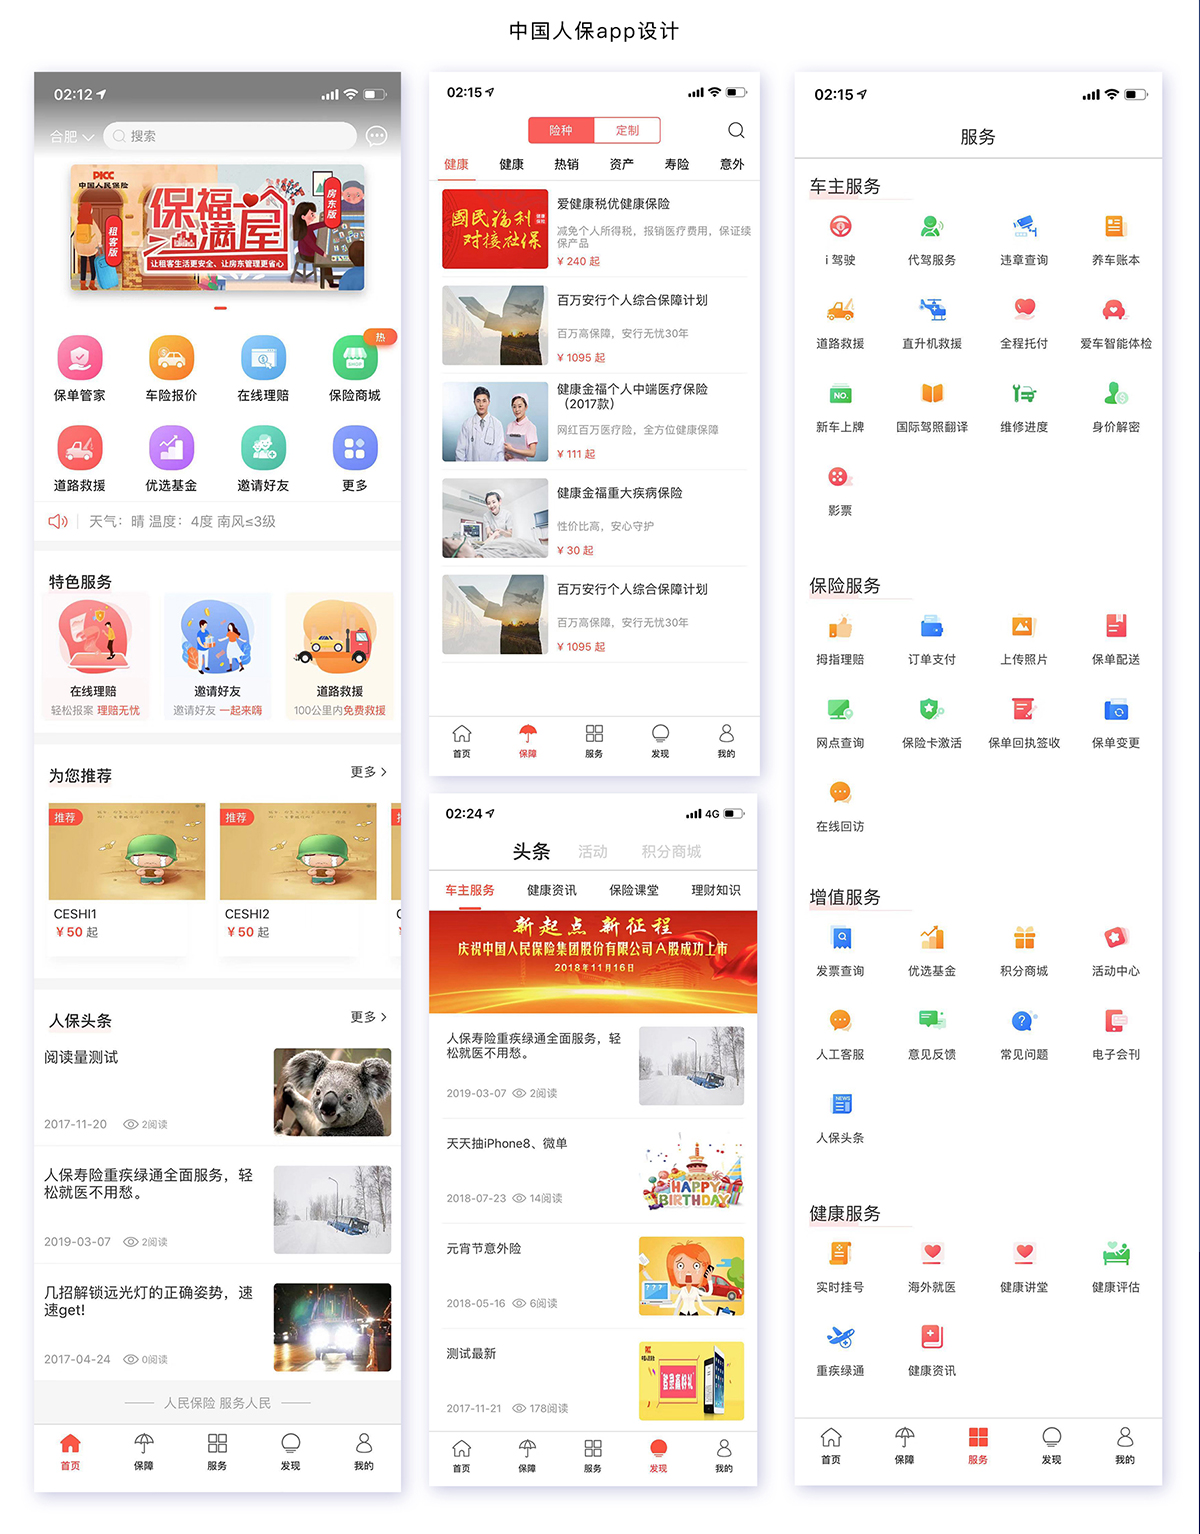 中国人保app设计
02:12
合肥
搜索
PICC
中国人民保险
保福
满屋
租客版
房东版
让租客生活更安全、让房东管理更省心
热
保单管家
车险报价
在线理赔
保险商城
道路救援
优选基金
邀请好友
更多
天气：晴 温度：4度 南风≤3级
特色服务
在线理赔
轻松报案 理赔无忧
邀请好友
邀请好友 一起来嗨
道路救援
100公里内免费救援
为您推荐
更多
推荐
推荐
CESHI1
¥50 起
CESHI2
¥50 起
人保头条
更多
阅读量测试
2017-11-20 2阅读
人保寿险重疾绿通全面服务，轻
松就医不用愁。
2019-03-07 2阅读
几招解锁远光灯的正确姿势，速
速get!
2017-04-24 0阅读
人民保险 服务人民
首页
保障
服务
发现
我的
02:15
险种
定制
健康
健康
热销
资产
寿险
意外
國民福利
对接社保
健康保险
爱健康税优健康保险
减免个人所得税，报销医疗费用，保证续
保产品
¥ 240 起
百万安行个人综合保障计划
百万高保障，安行无忧30年
¥ 1095 起
健康金福个人中端医疗保险
（2017款）
网红百万医疗险，全方位健康保障
¥ 111 起
健康金福重大疾病保险
性价比高，安心守护
¥ 30 起
百万安行个人综合保障计划
百万高保障，安行无忧30年
¥ 1095 起
首页
保障
服务
发现
我的
02:24
4G
头条
活动
积分商城
车主服务
健康资讯
保险课堂
理财知识
新起点 新征程
庆祝中国人民保险集团股份有限公司A股成功上市
2018年11月16日
人保寿险重疾绿通全面服务，轻
松就医不用愁。
2019-03-07 2阅读
天天抽iPhone8、微单
2018-07-23 14阅读
HAPPY
BIRTHDAY
元宵节意外险
2018-05-16 6阅读
测试最新
2017-11-21 178阅读
登录赢好礼
首页
保障
服务
发现
我的
02:15
服务
车主服务
i 驾驶
代驾服务
违章查询
养车账本
道路救援
直升机救援
全程托付
爱车智能体检
NO.
新车上牌
国际驾照翻译
维修进度
身价解密
影票
保险服务
拇指理赔
订单支付
上传照片
保单配送
网点查询
保险卡激活
保单回执签收
保单变更
在线回访
增值服务
发票查询
优选基金
积分商城
活动中心
人工客服
意见反馈
常见问题
电子会刊
NEWS
人保头条
健康服务
实时挂号
海外就医
健康讲堂
健康评估
重疾绿通
健康资讯
首页
保障
服务
发现
我的